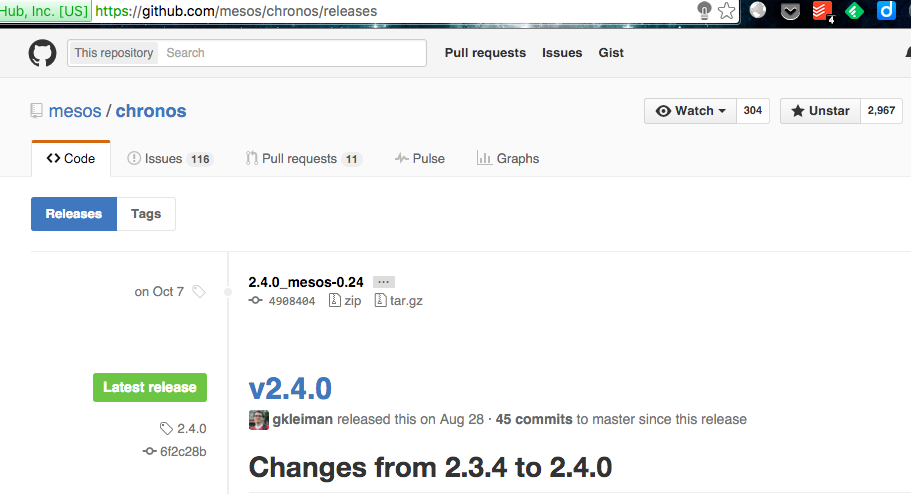 Hub, Inc. [US] https://github.com/mesos/chronos/releases
4
This repository Search Pull requests Issues Gist
mesos / chronos Watch 304 Unstar 2,967
Code Issues 116 Pull requests 11 Pulse Graphs
Releases Tags
on Oct 7 2.4.0_mesos-0.24 ...
4908404 zip tar.gz
Latest release v2.4.0
2.4.0 gkleiman released this on Aug 28 · 45 commits to master since this release
6f2c28b
Changes from 2.3.4 to 2.4.0